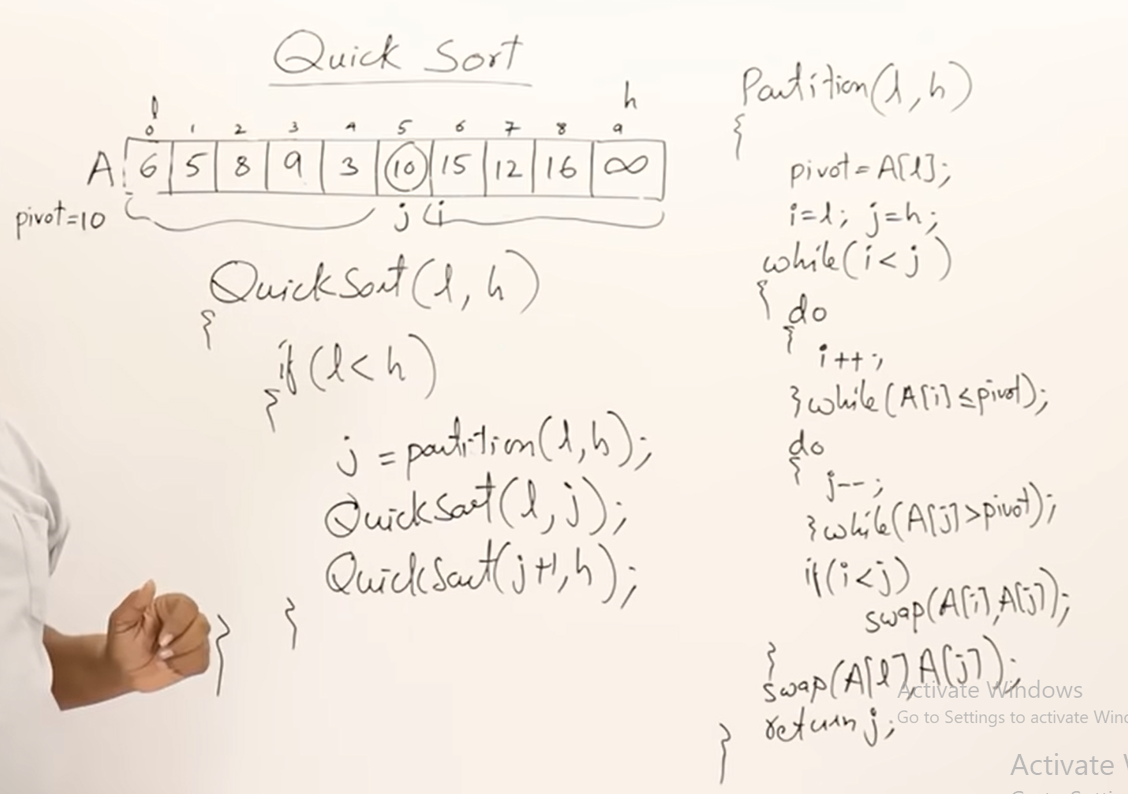 Quick Sort
l h
0 1 2 3 4 5 6 7 8 9
A 6 5 8 9 3 10 15 12 16 ∞
pivot=10 j i
QuickSort(l, h)
{
if(l<h)
{
j = partition(l,h);
QuickSort(l, j);
QuickSort(j+1, h);
}
}
Partition(l, h)
{
pivot = A[l];
i=l; j=h;
while(i<j)
{ do
{
i++;
}while(A[i]≤pivot);
do
{
j--;
}while(A[j]>pivot);
if(i<j)
swap(A[i],A[j]);
}
swap(A[l],A[j]);
return j;
}
Activate Windows
Go to Settings to activate Wind
Activate